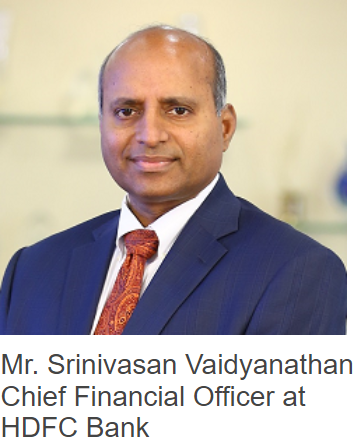 Mr. Srinivasan Vaidyanathan
Chief Financial Officer at
HDFC Bank